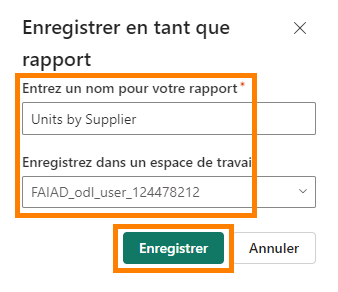 Enregistrer en tant que
rapport
Entrez un nom pour votre rapport*
Units by Supplier
Enregistrez dans un espace de travai
FAIAD_odl_user_124478212
Enregistrer
Annuler